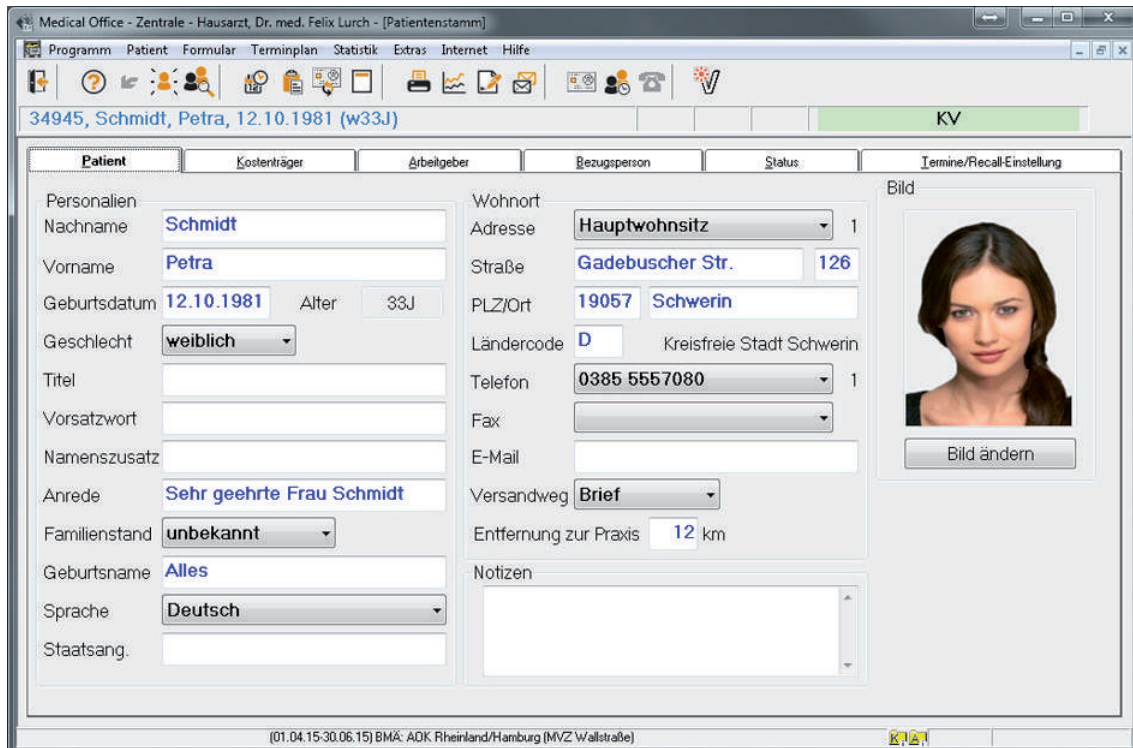 Medical Office - Zentrale - Hausarzt, Dr. med. Felix Lurch - [Patientenstamm]
Programm Patient Formular Terminplan Statistik Extras Internet Hilfe
34945, Schmidt, Petra, 12.10.1981 (w33J) KV
Patient Kostenträger Arbeitgeber Bezugsperson Status Termine/Recall-Einstellung
Personalien
Nachname Schmidt
Vorname Petra
Geburtsdatum 12.10.1981 Alter 33J
Geschlecht weiblich
Titel
Vorsatzwort
Namenszusatz
Anrede Sehr geehrte Frau Schmidt
Familienstand unbekannt
Geburtsname Alles
Sprache Deutsch
Staatsang.
Wohnort
Adresse Hauptwohnsitz 1
Straße Gadebuscher Str. 126
PLZ/Ort 19057 Schwerin
Ländercode D Kreisfreie Stadt Schwerin
Telefon 0385 5557080 1
Fax
E-Mail
Versandweg Brief
Entfernung zur Praxis 12 km
Notizen
Bild
Bild ändern
(01.04.15-30.06.15) BMÄ: AOK Rheinland/Hamburg (MVZ Wallstraße) K A